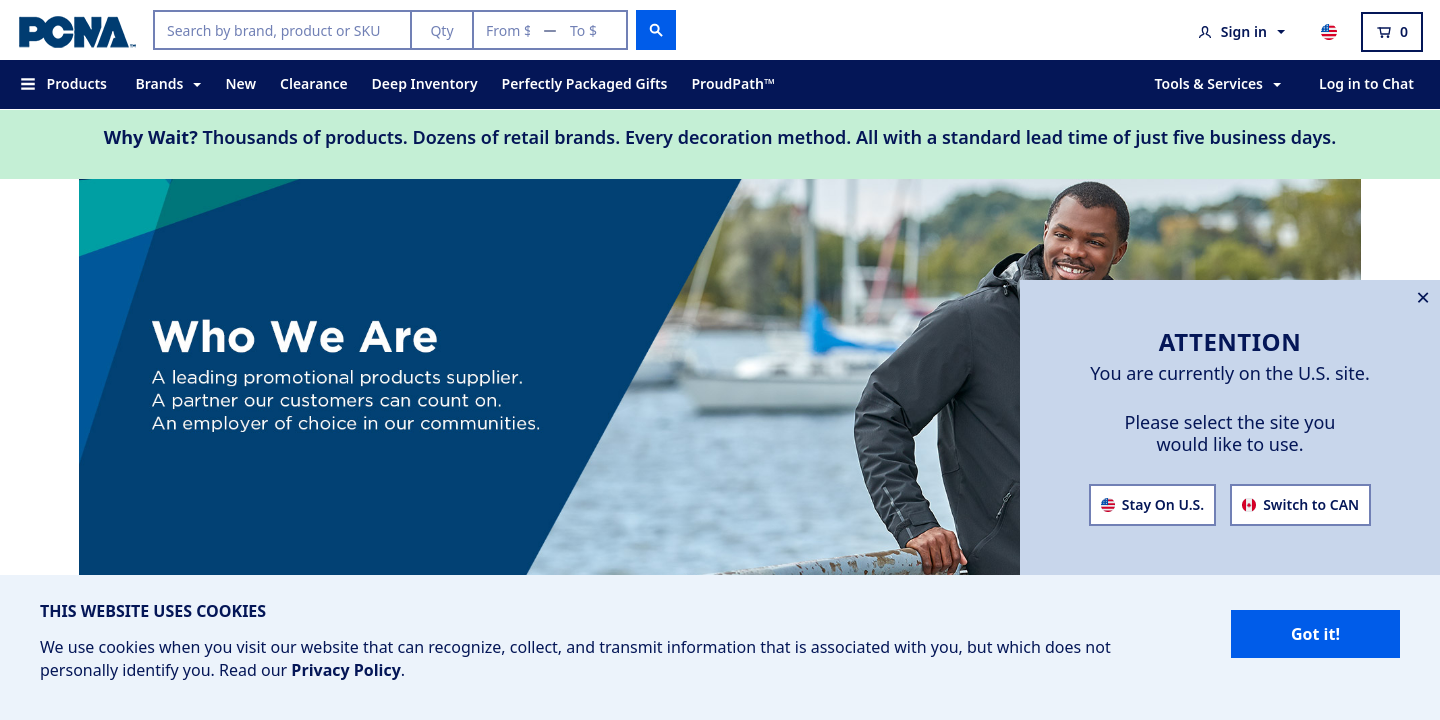 PCNA™
Search by brand, product or SKU
Qty
From $ — To $
Sign in
0
Products
Brands
New
Clearance
Deep Inventory
Perfectly Packaged Gifts
ProudPath™
Tools & Services
Log in to Chat
Why Wait? Thousands of products. Dozens of retail brands. Every decoration method. All with a standard lead time of just five business days.
Who We Are
A leading promotional products supplier.
A partner our customers can count on.
An employer of choice in our communities.
ATTENTION
You are currently on the U.S. site.
Please select the site you
would like to use.
Stay On U.S.
Switch to CAN
THIS WEBSITE USES COOKIES
We use cookies when you visit our website that can recognize, collect, and transmit information that is associated with you, but which does not
personally identify you. Read our Privacy Policy.
Got it!